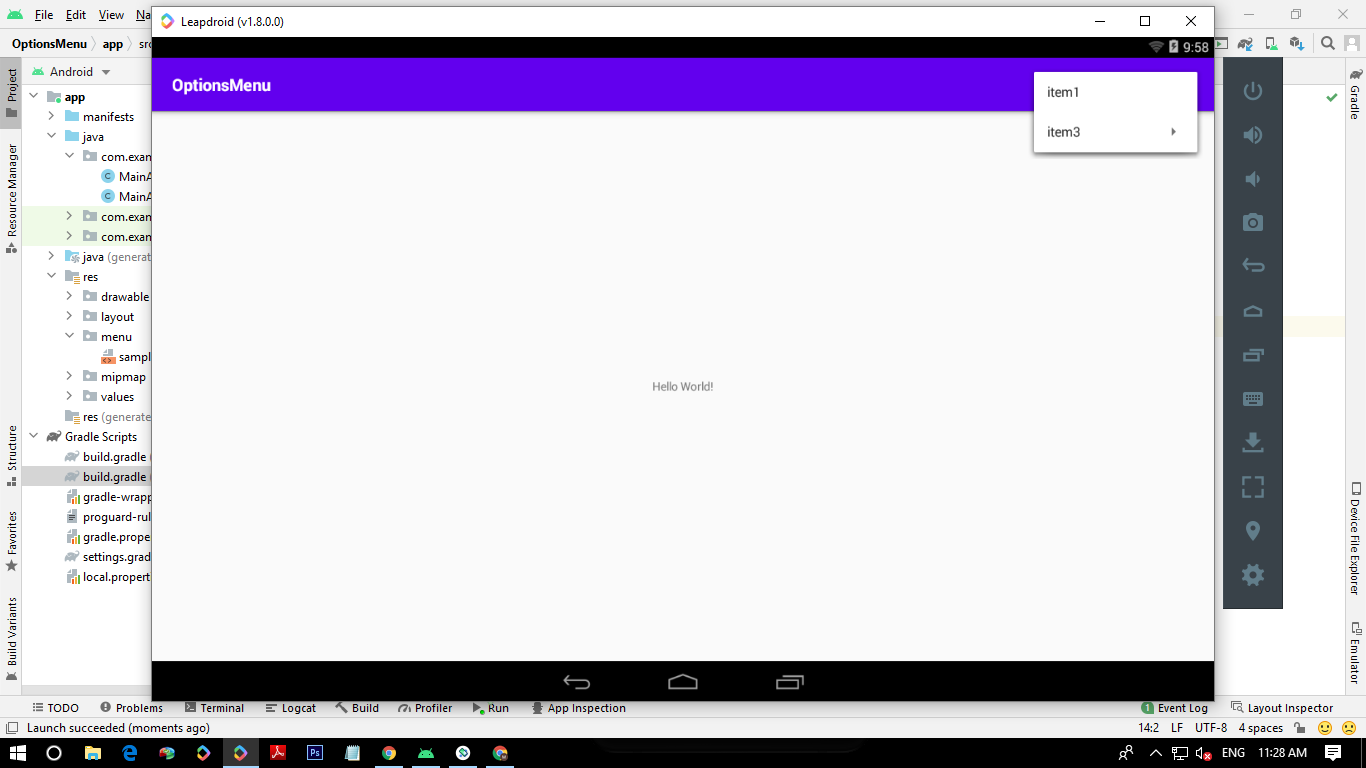 File Edit View Na
Leapdroid (v1.8.0.0)
OptionsMenu app src
9:58
Android
OptionsMenu
item1
item3
Hello World!
app
manifests
java
com.exan
MainA
MainA
com.exan
com.exan
java (generat
res
drawable
layout
menu
sampl
mipmap
values
res (generate
Gradle Scripts
build.gradle (
build.gradle (
gradle-wrapp
proguard-rul
gradle.prope
settings.grad
local.propert
Project
Resource Manager
Structure
Favorites
Build Variants
Gradle
Device File Explorer
Emulator
TODO Problems Terminal Logcat Build Profiler Run App Inspection 1 Event Log Layout Inspector
Launch succeeded (moments ago) 14:2 LF UTF-8 4 spaces
Ps ENG 11:28 AM